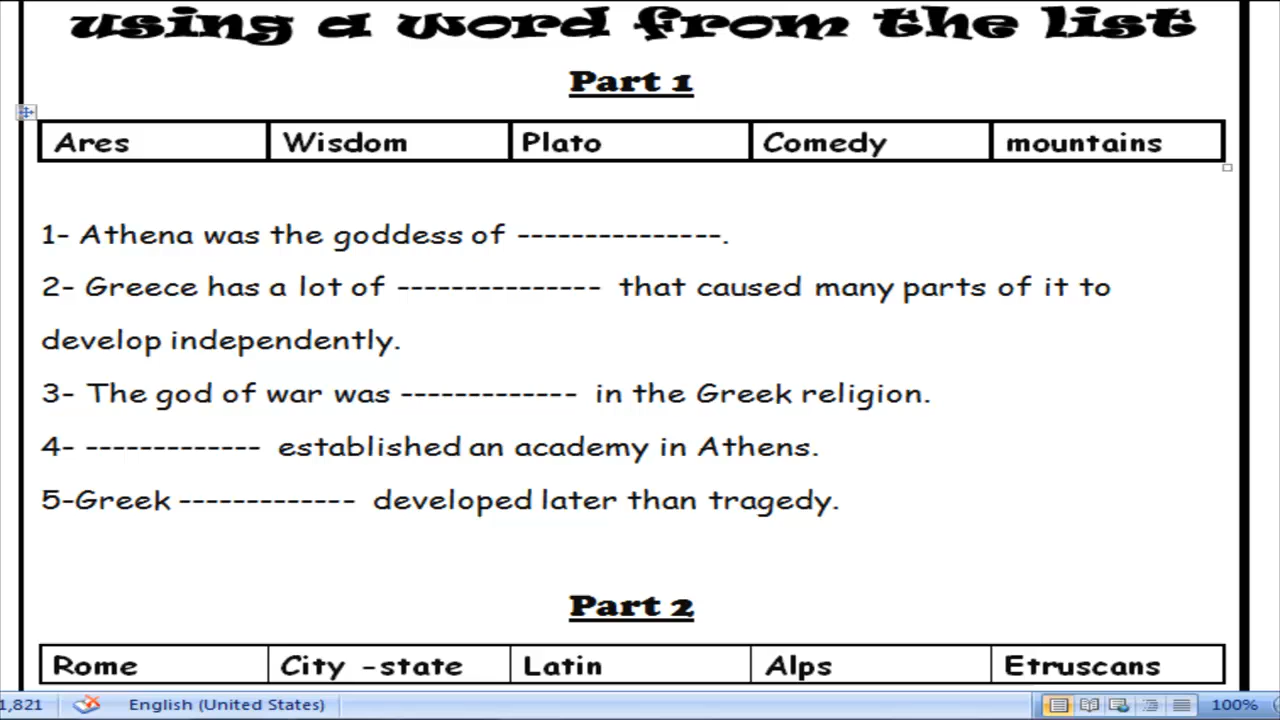 using a word from the list
Part 1
Ares Wisdom Plato Comedy mountains
1- Athena was the goddess of ---------------.
2- Greece has a lot of --------------- that caused many parts of it to
develop independently.
3- The god of war was ------------- in the Greek religion.
4- ------------- established an academy in Athens.
5-Greek ------------- developed later than tragedy.
Part 2
Rome City -state Latin Alps Etruscans
1,821 English (United States) 100%